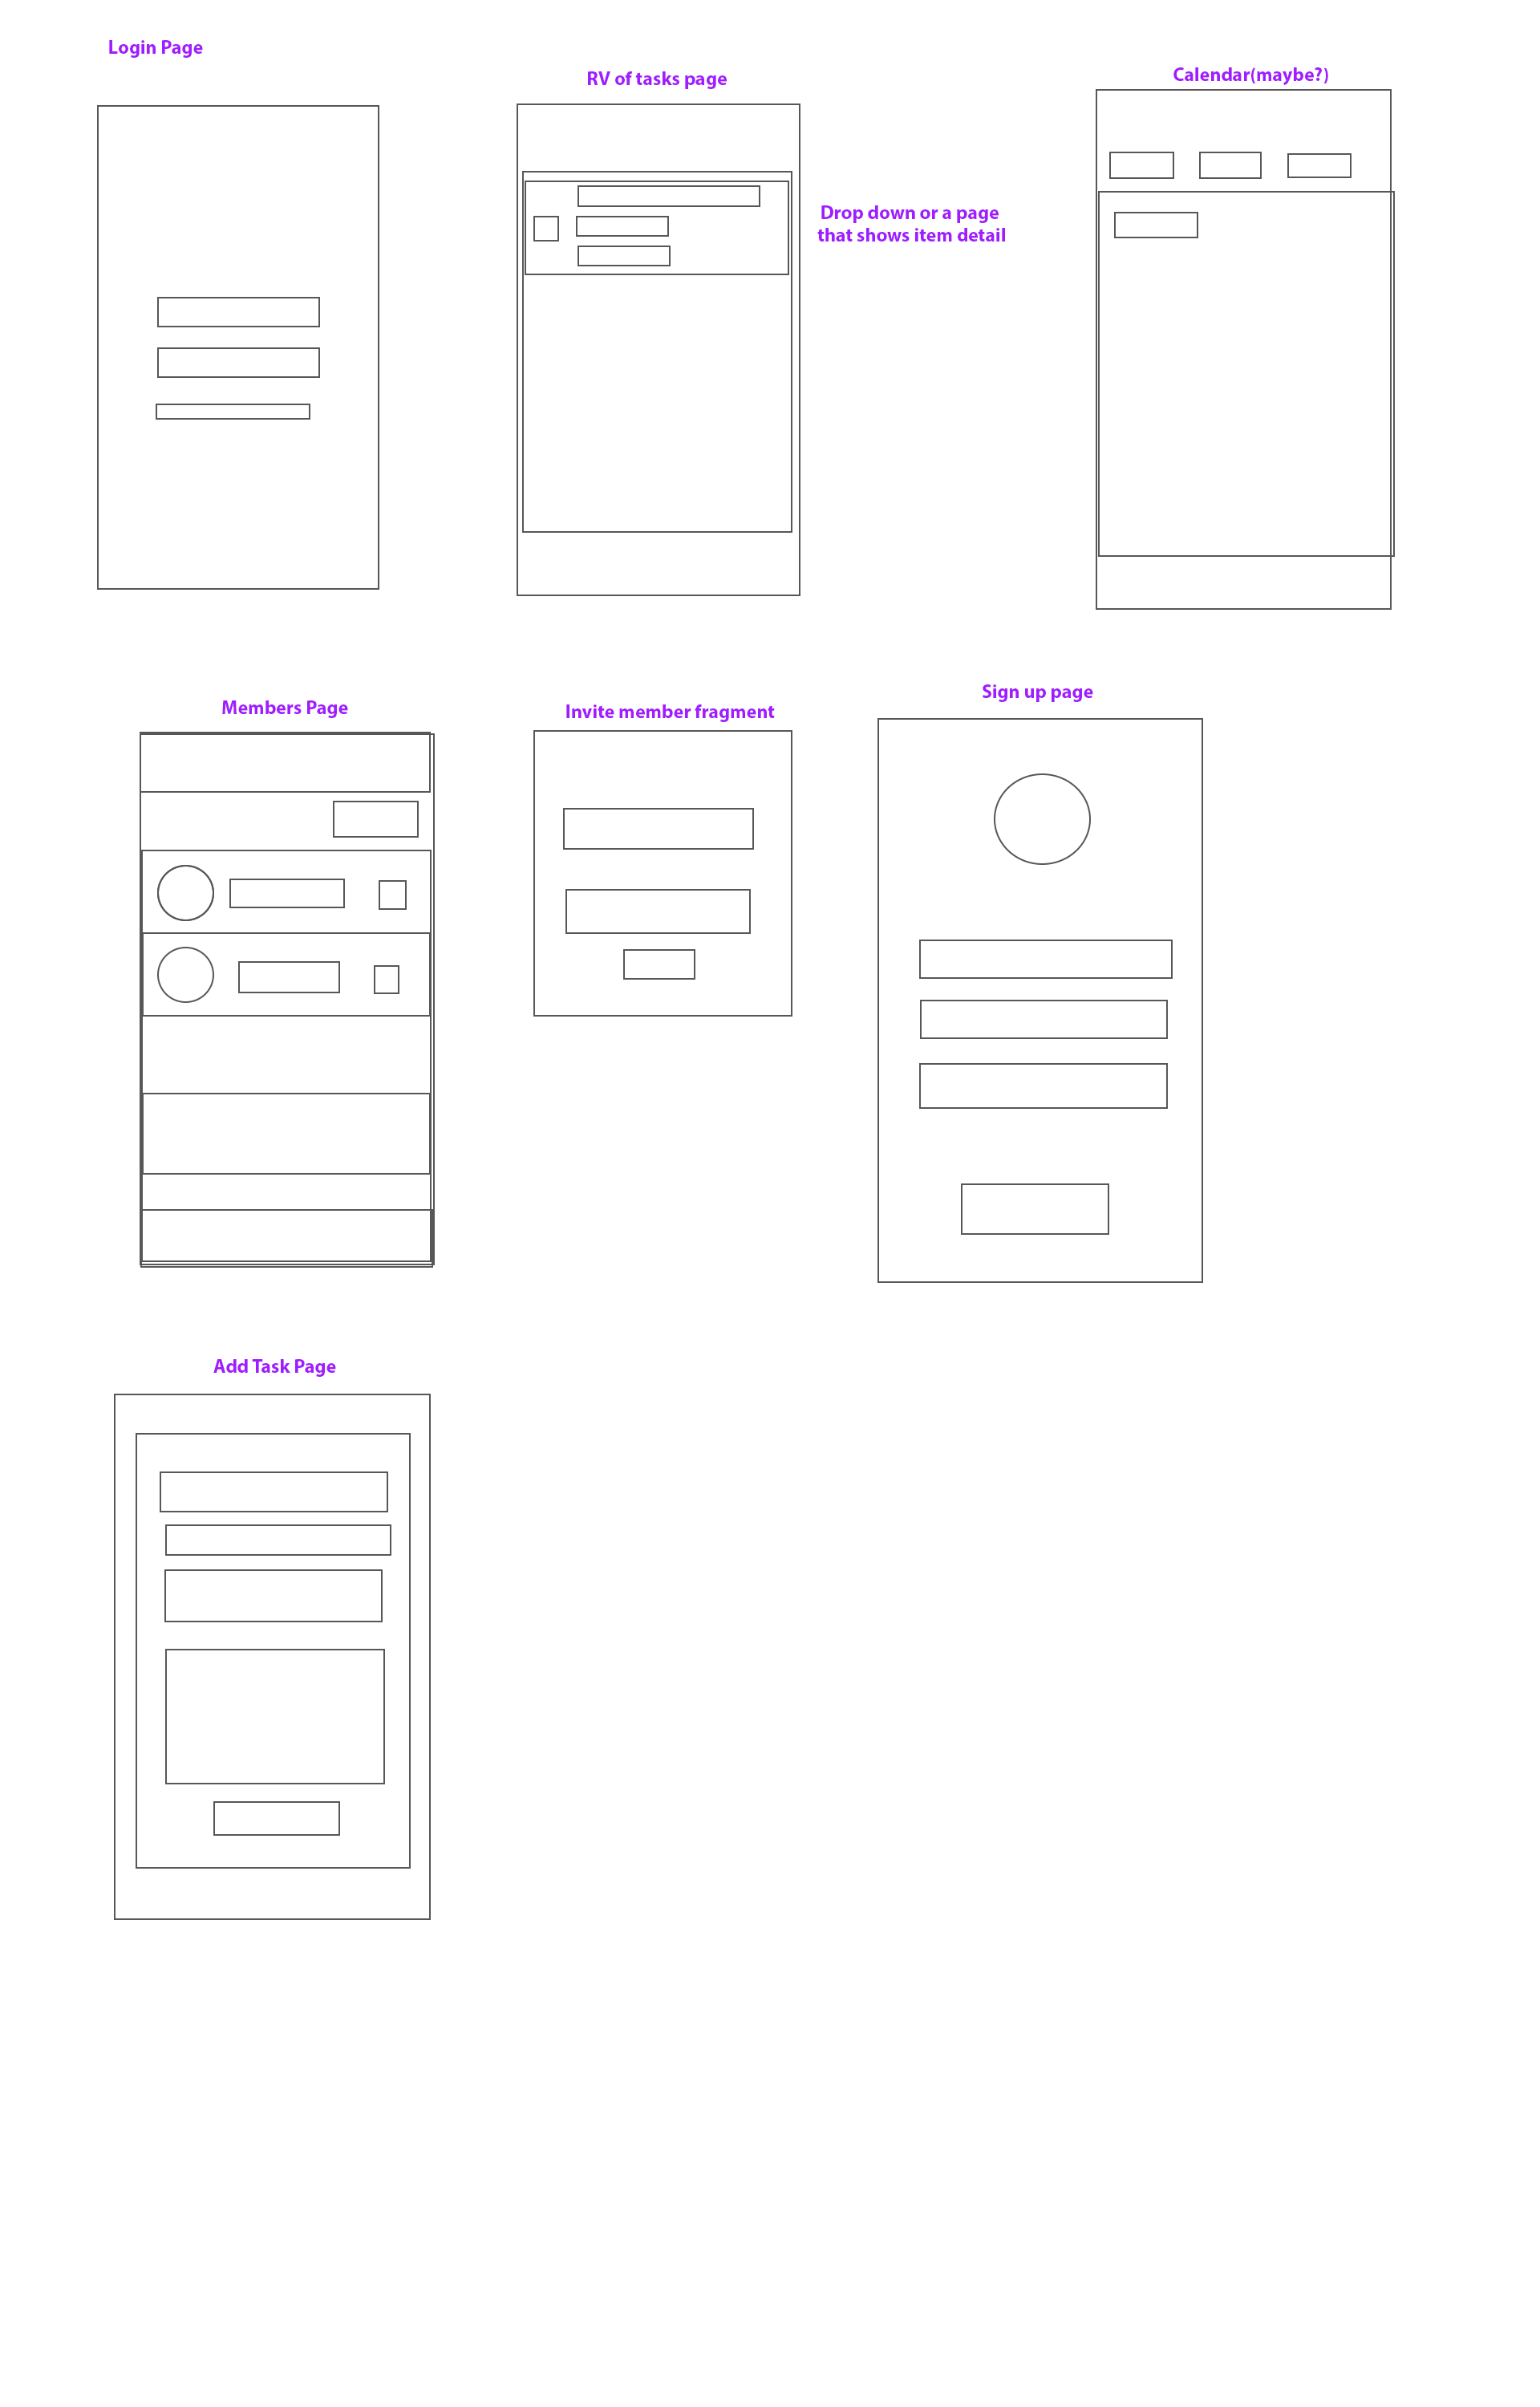 Login Page
RV of tasks page
Calendar(maybe?)
Drop down or a page
that shows item detail
Members Page
Invite member fragment
Sign up page
Add Task Page